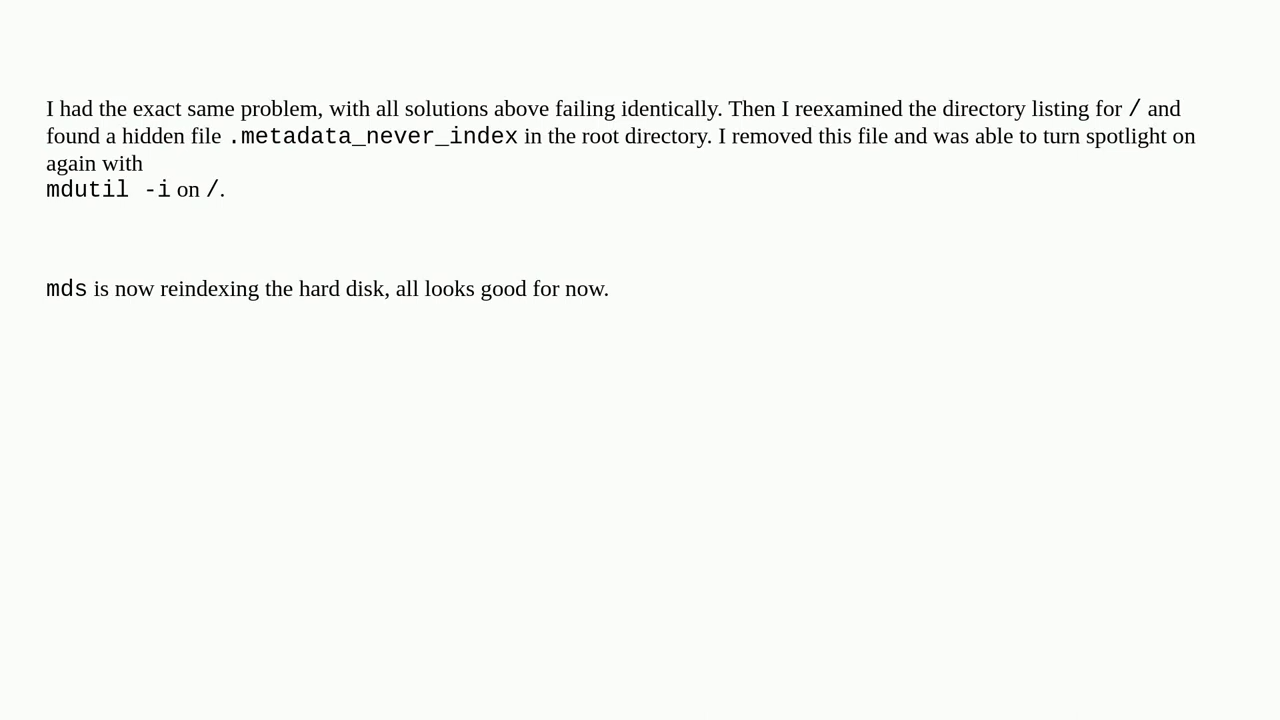 I had the exact same problem, with all solutions above failing identically. Then I reexamined the directory listing for / and
found a hidden file .metadata_never_index in the root directory. I removed this file and was able to turn spotlight on
again with
mdutil -i on /.
mds is now reindexing the hard disk, all looks good for now.